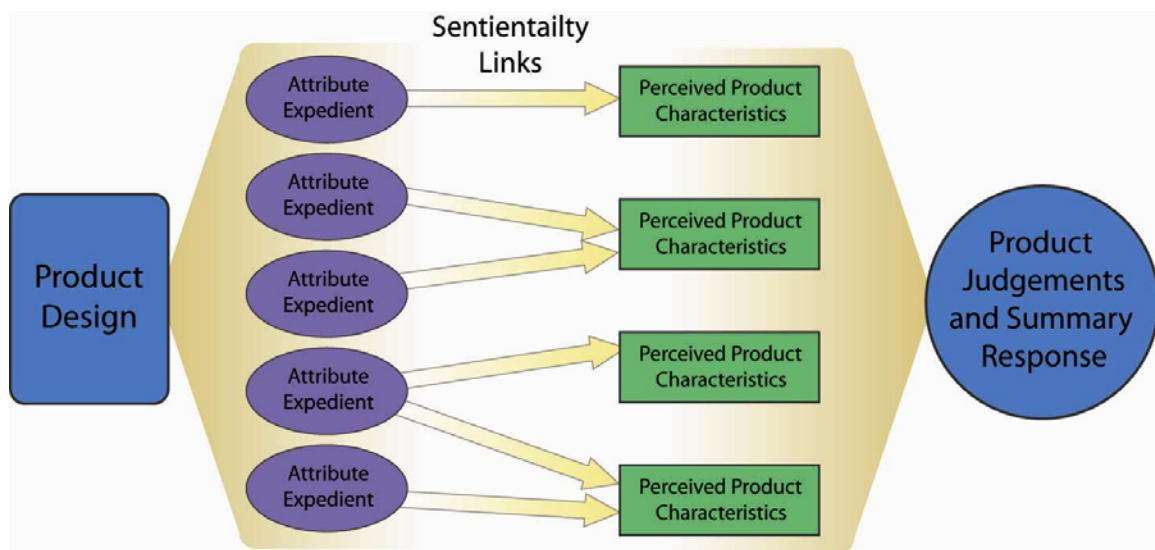 Sentientailty
Links
Product
Design
Attribute
Expedient
Attribute
Expedient
Attribute
Expedient
Attribute
Expedient
Attribute
Expedient
Perceived Product
Characteristics
Perceived Product
Characteristics
Perceived Product
Characteristics
Perceived Product
Characteristics
Product
Judgements
and Summary
Response